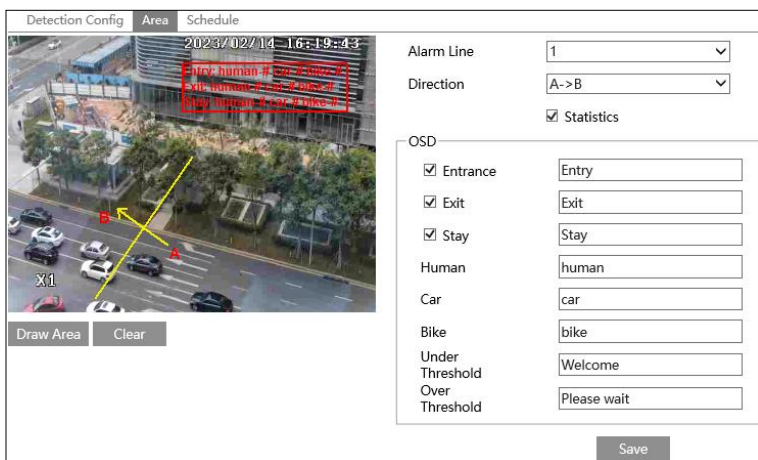 Detection Config Area Schedule
2023/02/14 16:19:43
Entry: human # car # bike #
Exit: human # car # bike #
Stay: human # car # bike #
B
A
X1
Draw Area Clear
Alarm Line 1
Direction A->B
Statistics
OSD
Entrance Entry
Exit Exit
Stay Stay
Human human
Car car
Bike bike
Under
Threshold Welcome
Over
Threshold Please wait
Save